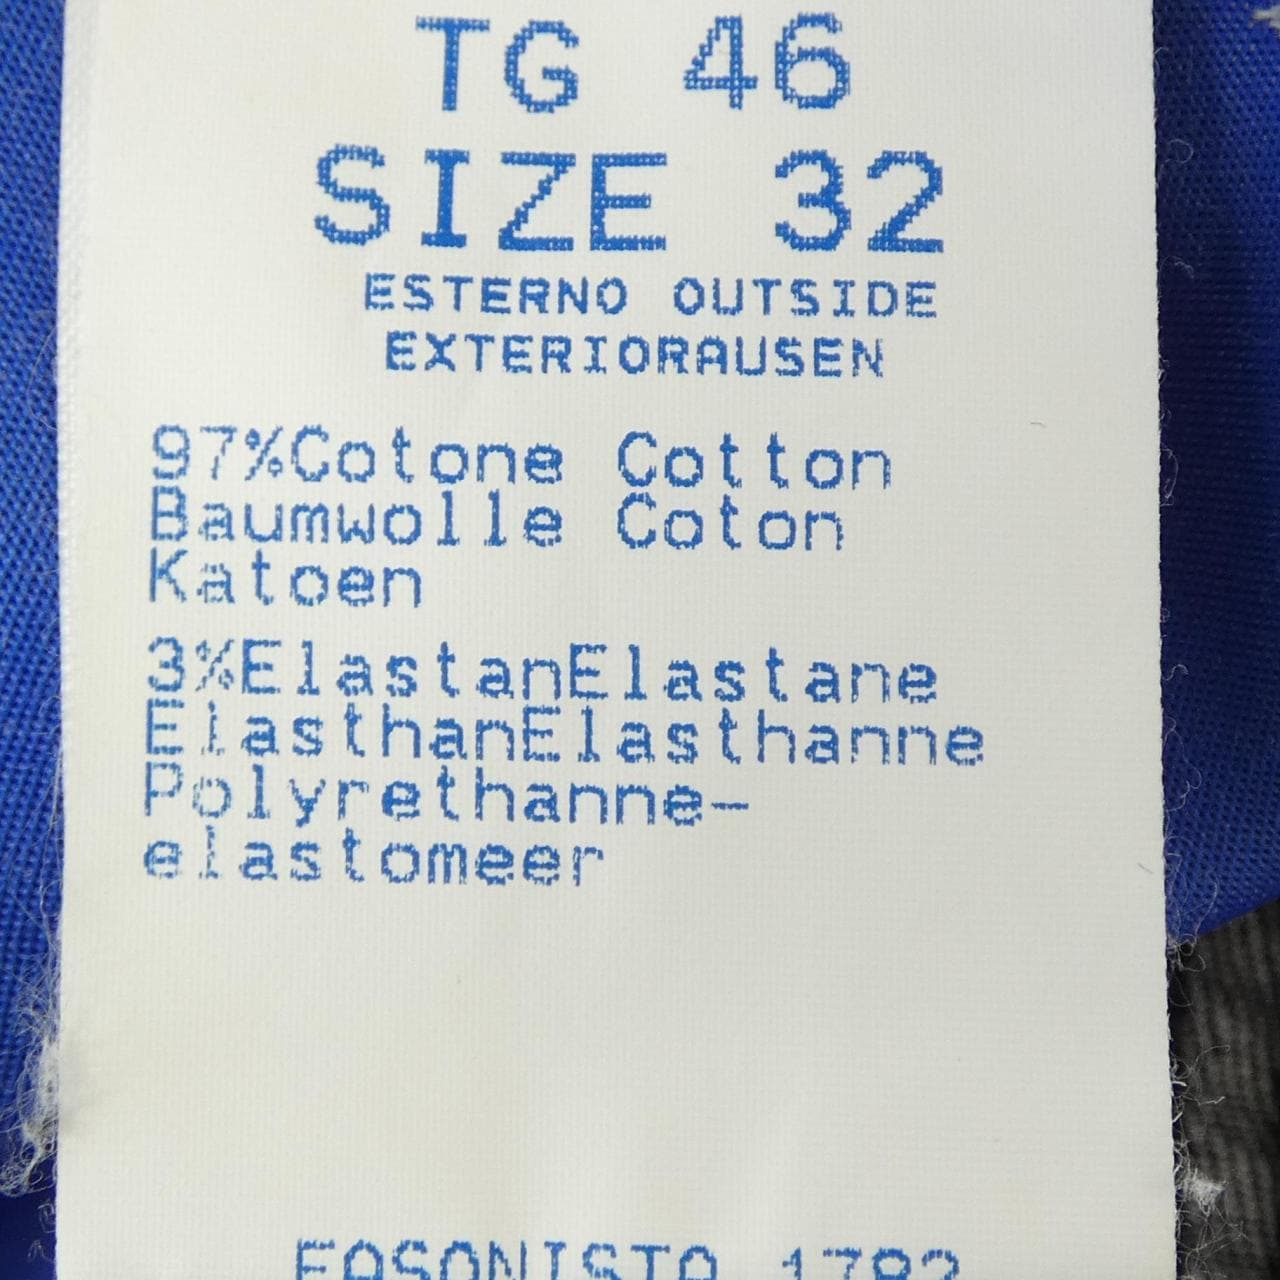 TG 46
SIZE 32
ESTERNO OUTSIDE
EXTERIORAUSEN
97%Cotone Cotton
Baumwolle Coton
Katoen
3%ElastanElastane
ElasthanElasthanne
Polyrethanne-
elastomeer